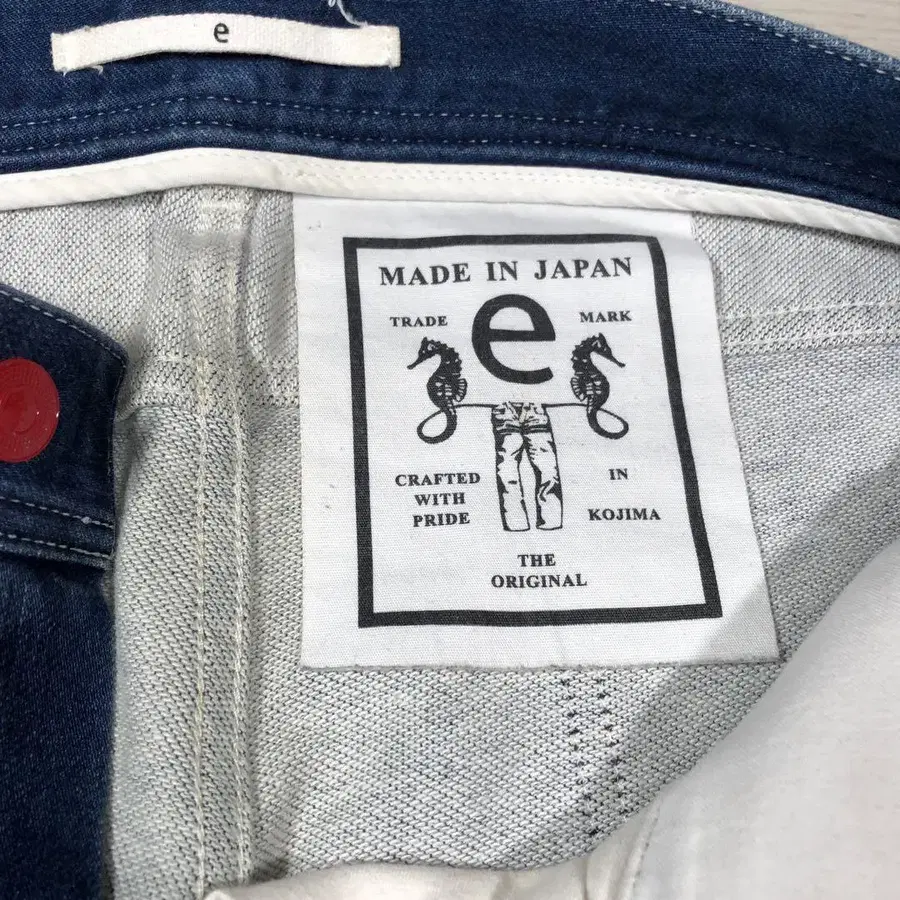 e
MADE IN JAPAN
e
TRADE MARK
CRAFTED
WITH
PRIDE
IN
KOJIMA
THE
ORIGINAL